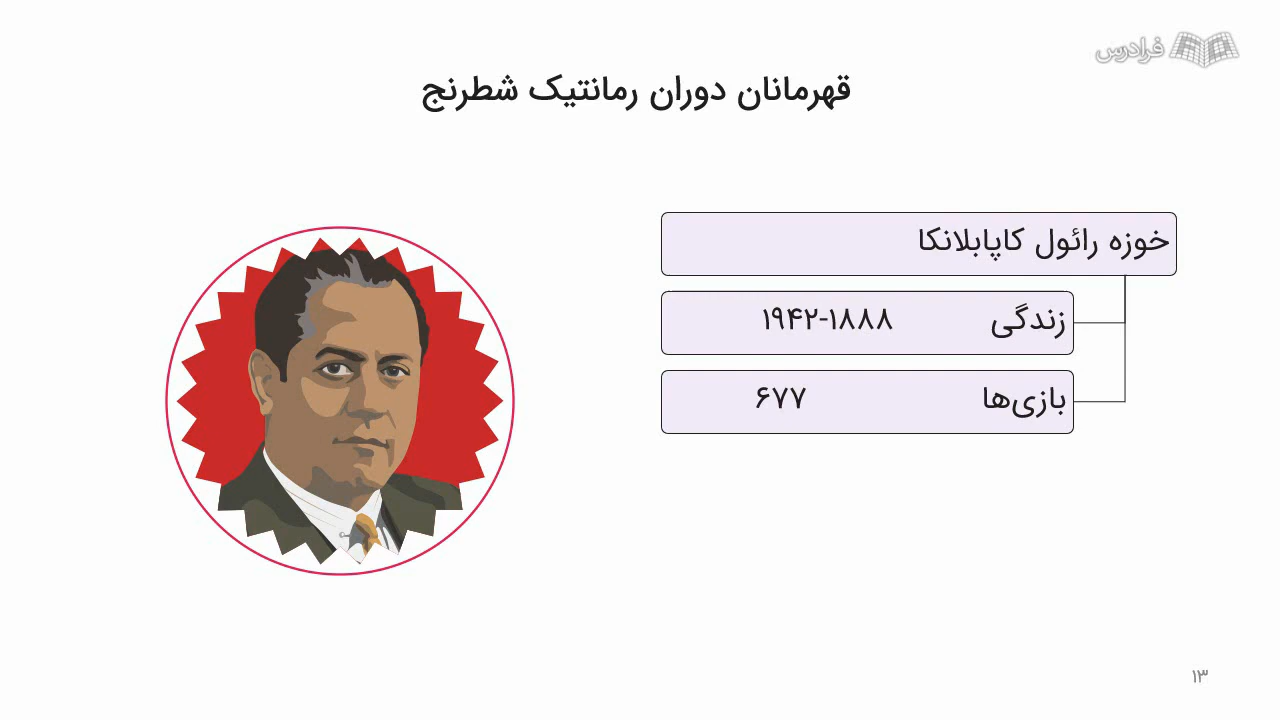 فرادرس
قهرمانان دوران رمانتیک شطرنج
خوزه رائول کاپابلانکا
زندگی ۱۸۸۸-۱۹۴۲
بازی‌ها ۶۷۷
۱۳